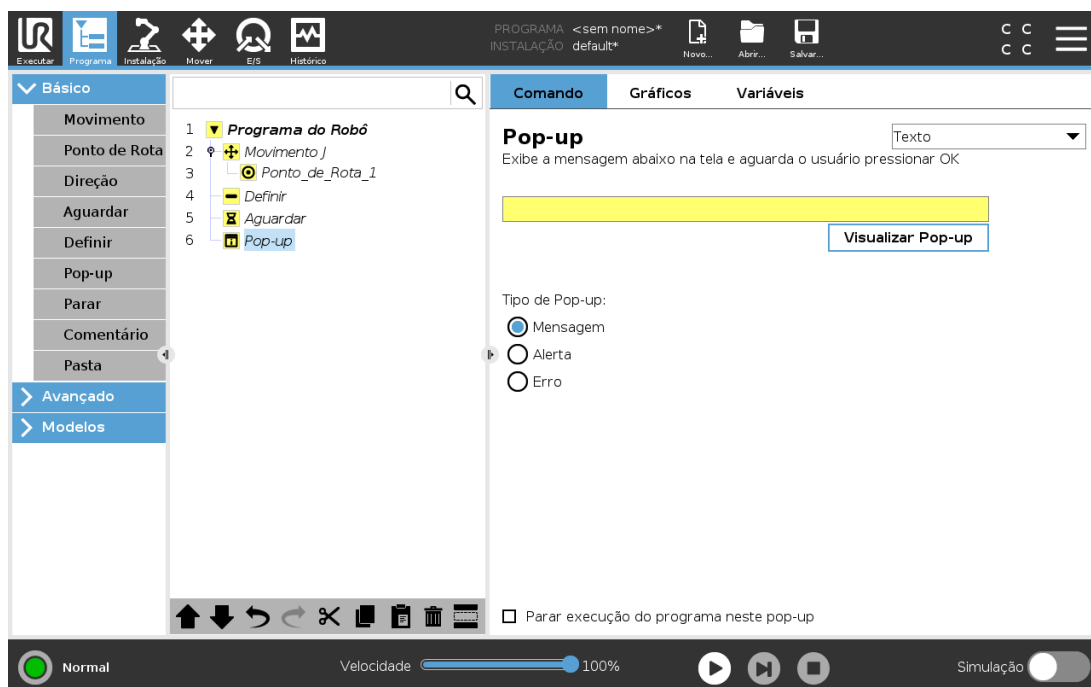 PROGRAMA <sem nome>*
INSTALAÇÃO default*
UR
Executar Programa Instalação Mover E/S Histórico Novo... Abrir... Salvar...
C C
C C
Básico
Movimento
Ponto de Rota
Direção
Aguardar
Definir
Pop-up
Parar
Comentário
Pasta
Avançado
Modelos
1 Programa do Robô
2 Movimento J
3 Ponto_de_Rota_1
4 Definir
5 Aguardar
6 Pop-up
Comando Gráficos Variáveis
Pop-up Texto
Exibe a mensagem abaixo na tela e aguarda o usuário pressionar OK
Visualizar Pop-up
Tipo de Pop-up:
Mensagem
Alerta
Erro
Parar execução do programa neste pop-up
Normal Velocidade 100% Simulação